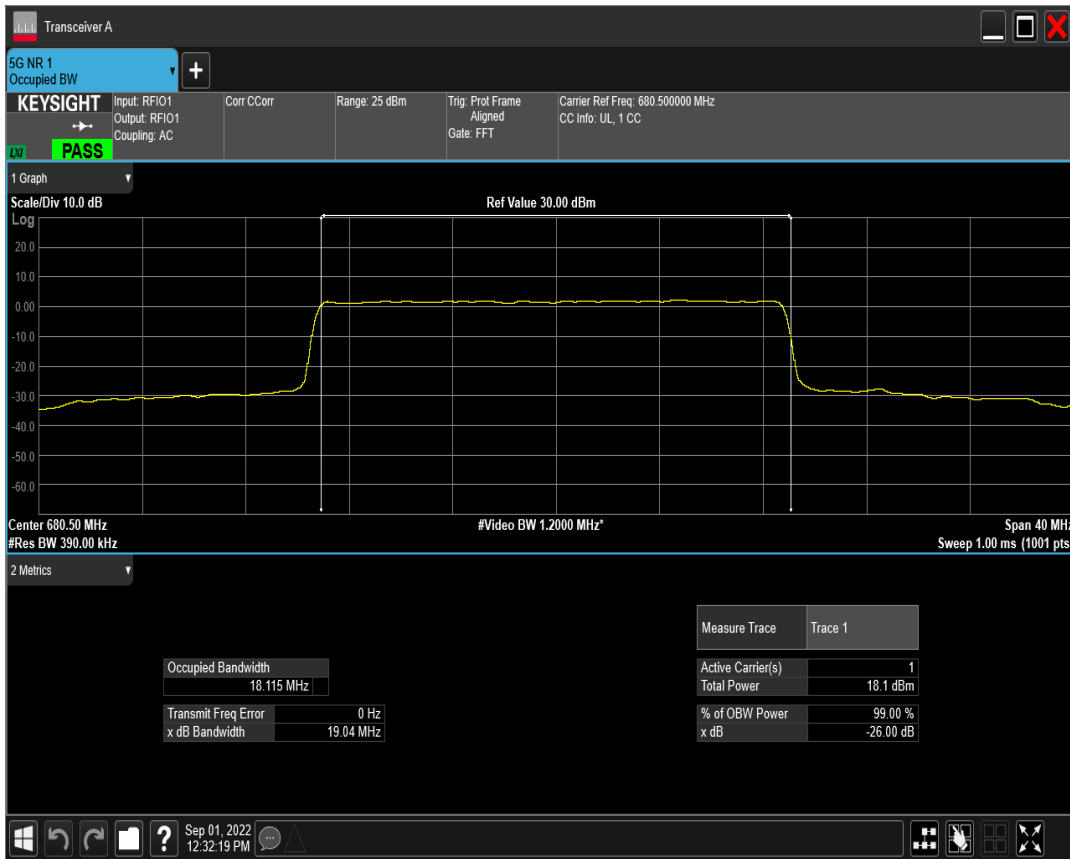 Transceiver A
5G NR 1
Occupied BW
KEYSIGHT
LXI
PASS
Input: RFIO1
Output: RFIO1
Coupling: AC
Corr CCorr
Range: 25 dBm
Trig: Prot Frame
Aligned
Gate: FFT
Carrier Ref Freq: 680.500000 MHz
CC Info: UL, 1 CC
1 Graph
Scale/Div 10.0 dB
Ref Value 30.00 dBm
Log
20.0
10.0
0.00
-10.0
-20.0
-30.0
-40.0
-50.0
-60.0
Center 680.50 MHz
#Video BW 1.2000 MHz*
Span 40 MHz
#Res BW 390.00 kHz
Sweep 1.00 ms (1001 pts
2 Metrics
Measure Trace Trace 1
Occupied Bandwidth
18.115 MHz
Active Carrier(s) 1
Total Power 18.1 dBm
Transmit Freq Error 0 Hz
x dB Bandwidth 19.04 MHz
% of OBW Power 99.00 %
x dB -26.00 dB
?
Sep 01, 2022
12:32:19 PM